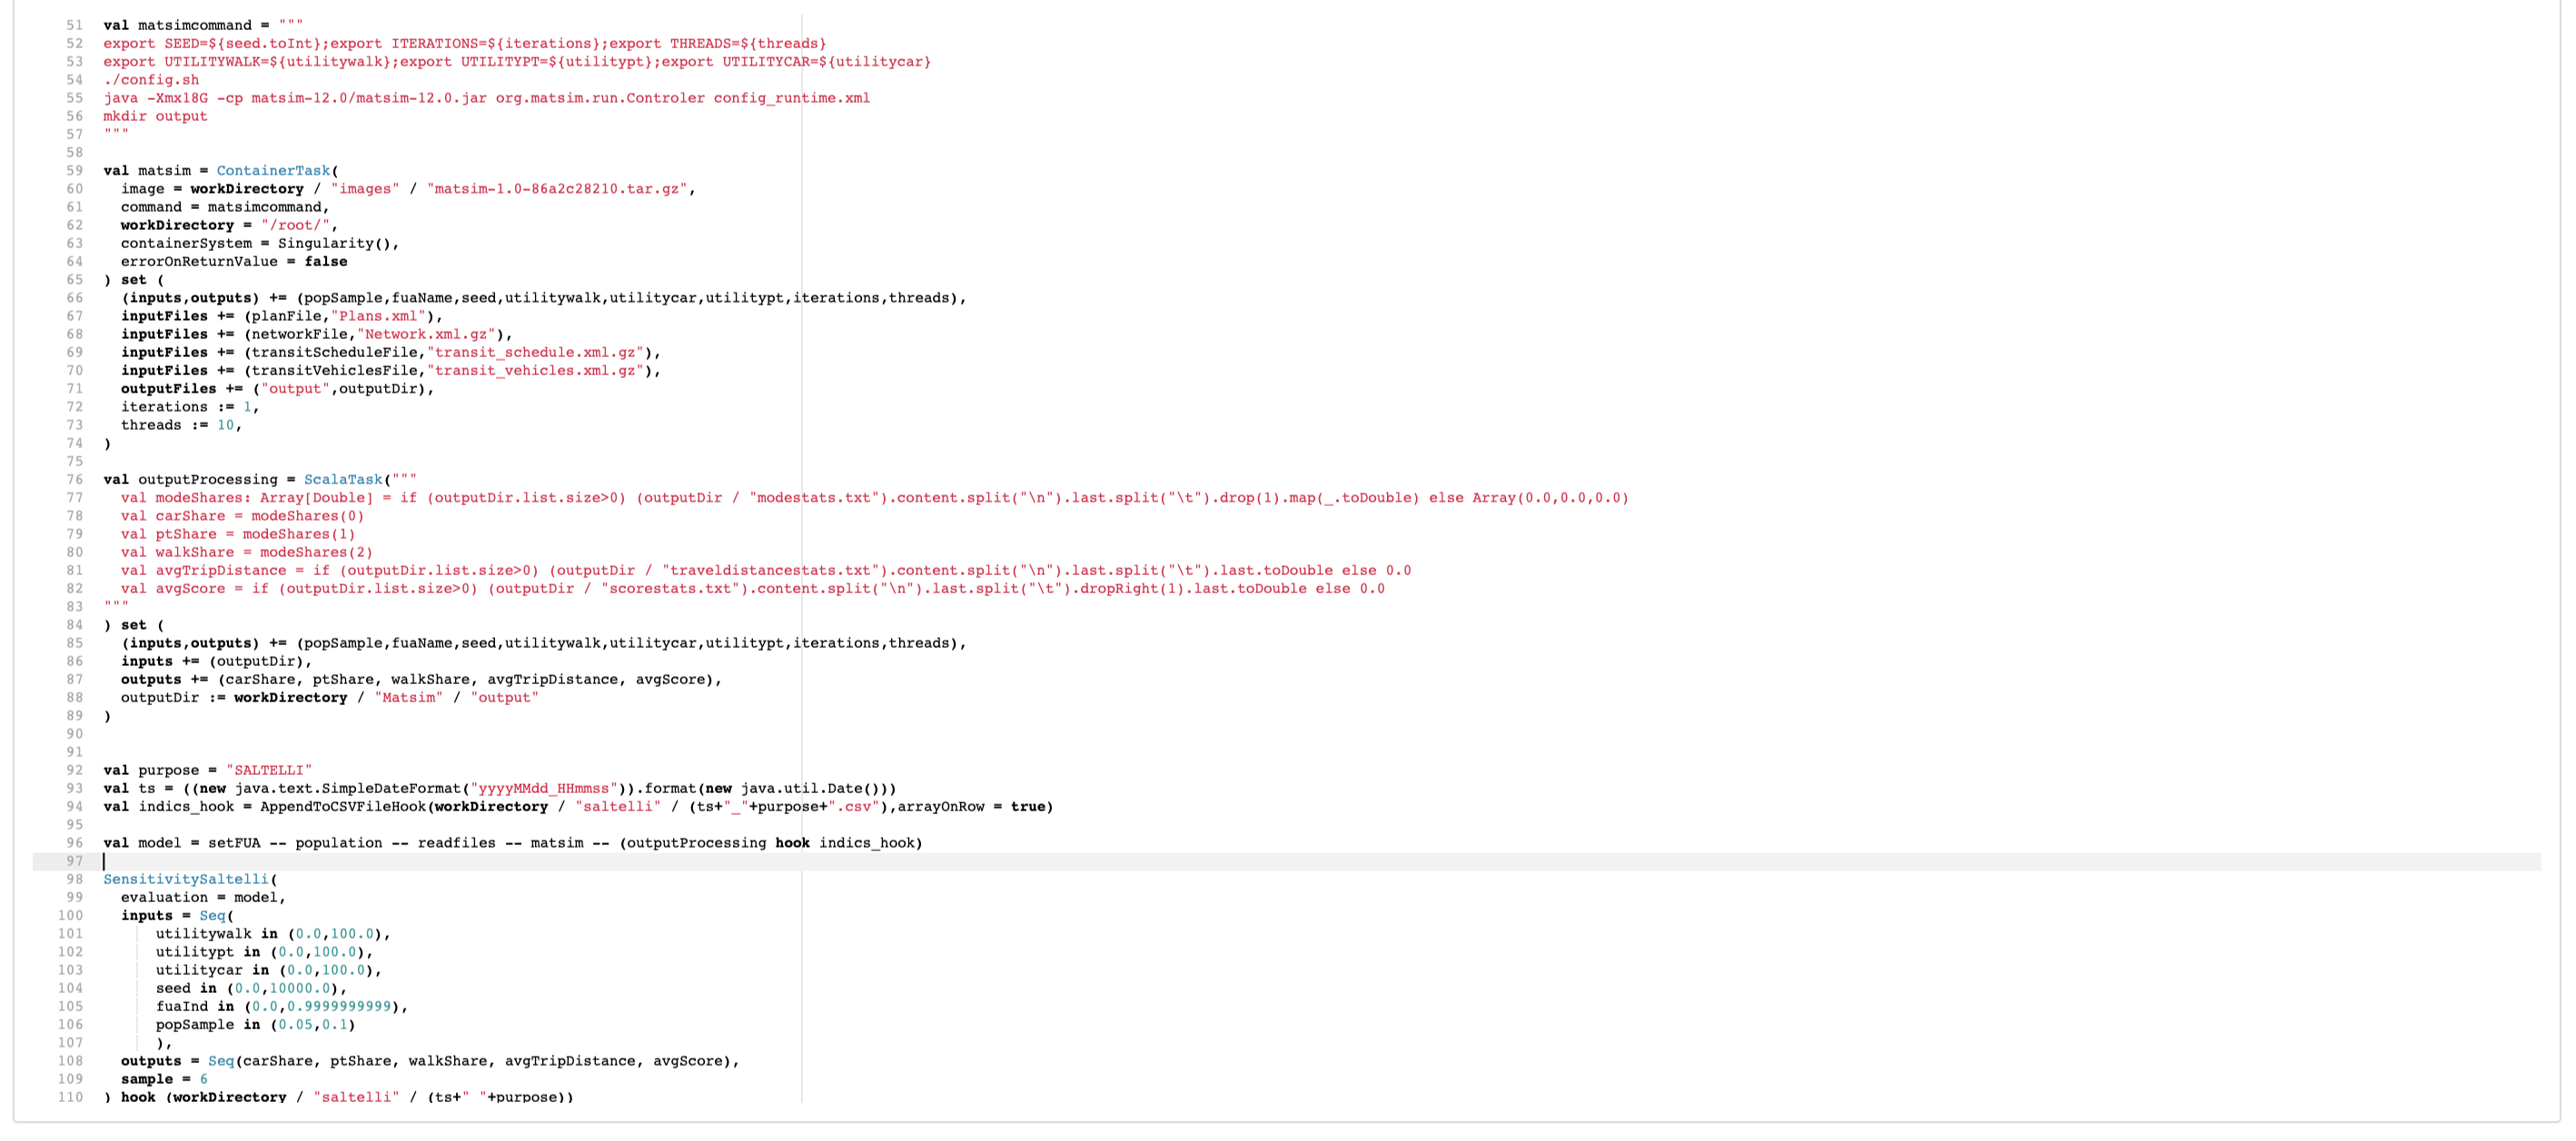 51 val matsimcommand = """
52 export SEED=${seed.toInt};export ITERATIONS=${iterations};export THREADS=${threads}
53 export UTILITYWALK=${utilitywalk};export UTILITYPT=${utilitypt};export UTILITYCAR=${utilitycar}
54 ./config.sh
55 java -Xmx18G -cp matsim-12.0/matsim-12.0.jar org.matsim.run.Controler config_runtime.xml
56 mkdir output
57 """
58
59 val matsim = ContainerTask(
60   image = workDirectory / "images" / "matsim-1.0-86a2c28210.tar.gz",
61   command = matsimcommand,
62   workDirectory = "/root/",
63   containerSystem = Singularity(),
64   errorOnReturnValue = false
65 ) set (
66   (inputs,outputs) += (popSample,fuaName,seed,utilitywalk,utilitycar,utilitypt,iterations,threads),
67   inputFiles += (planFile,"Plans.xml"),
68   inputFiles += (networkFile,"Network.xml.gz"),
69   inputFiles += (transitScheduleFile,"transit_schedule.xml.gz"),
70   inputFiles += (transitVehiclesFile,"transit_vehicles.xml.gz"),
71   outputFiles += ("output",outputDir),
72   iterations := 1,
73   threads := 10,
74 )
75
76 val outputProcessing = ScalaTask("""
77   val modeShares: Array[Double] = if (outputDir.list.size>0) (outputDir / "modestats.txt").content.split("\n").last.split("\t").drop(1).map(_.toDouble) else Array(0.0,0.0,0.0)
78   val carShare = modeShares(0)
79   val ptShare = modeShares(1)
80   val walkShare = modeShares(2)
81   val avgTripDistance = if (outputDir.list.size>0) (outputDir / "traveldistancestats.txt").content.split("\n").last.split("\t").last.toDouble else 0.0
82   val avgScore = if (outputDir.list.size>0) (outputDir / "scorestats.txt").content.split("\n").last.split("\t").dropRight(1).last.toDouble else 0.0
83 """
84 ) set (
85   (inputs,outputs) += (popSample,fuaName,seed,utilitywalk,utilitycar,utilitypt,iterations,threads),
86   inputs += (outputDir),
87   outputs += (carShare, ptShare, walkShare, avgTripDistance, avgScore),
88   outputDir := workDirectory / "Matsim" / "output"
89 )
90
91
92 val purpose = "SALTELLI"
93 val ts = ((new java.text.SimpleDateFormat("yyyyMMdd_HHmmss")).format(new java.util.Date()))
94 val indics_hook = AppendToCSVFileHook(workDirectory / "saltelli" / (ts+"_"+purpose+".csv"),arrayOnRow = true)
95
96 val model = setFUA -- population -- readfiles -- matsim -- (outputProcessing hook indics_hook)
97
98 SensitivitySaltelli(
99   evaluation = model,
100   inputs = Seq(
101       utilitywalk in (0.0,100.0),
102       utilitypt in (0.0,100.0),
103       utilitycar in (0.0,100.0),
104       seed in (0.0,10000.0),
105       fuaInd in (0.0,0.9999999999),
106       popSample in (0.05,0.1)
107       ),
108   outputs = Seq(carShare, ptShare, walkShare, avgTripDistance, avgScore),
109   sample = 6
110 ) hook (workDirectory / "saltelli" / (ts+" "+purpose))